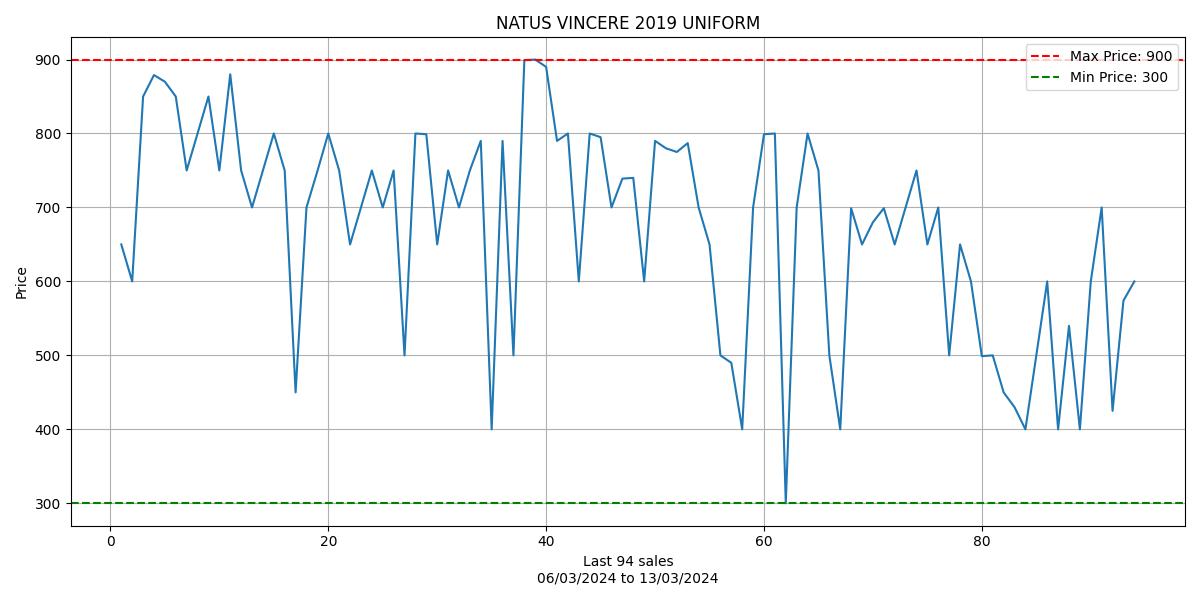 NATUS VINCERE 2019 UNIFORM
Max Price: 900
Min Price: 300
Price
900
800
700
600
500
400
300
0 20 40 60 80
Last 94 sales
06/03/2024 to 13/03/2024